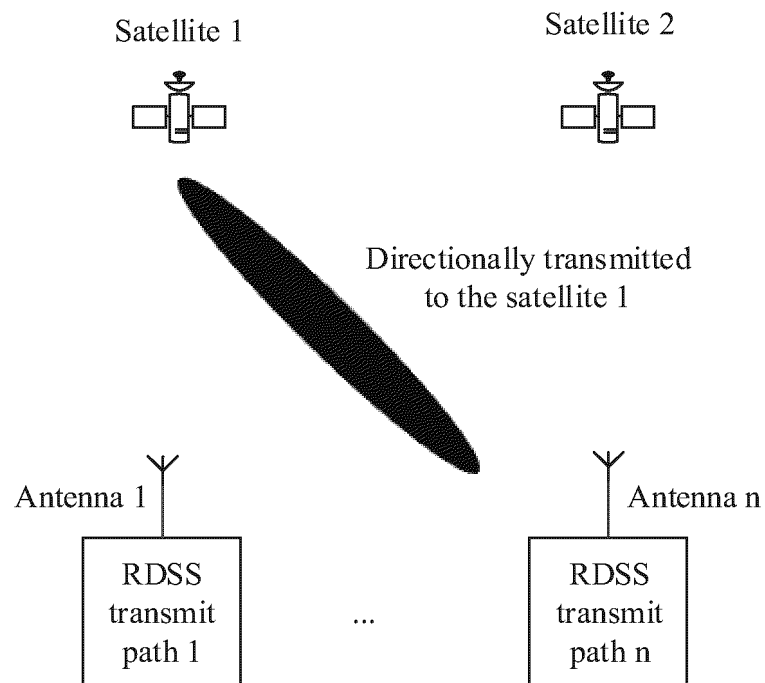 Satellite 1
Satellite 2
Directionally transmitted
to the satellite 1
Antenna 1
Antenna n
RDSS
transmit
path 1
...
RDSS
transmit
path n